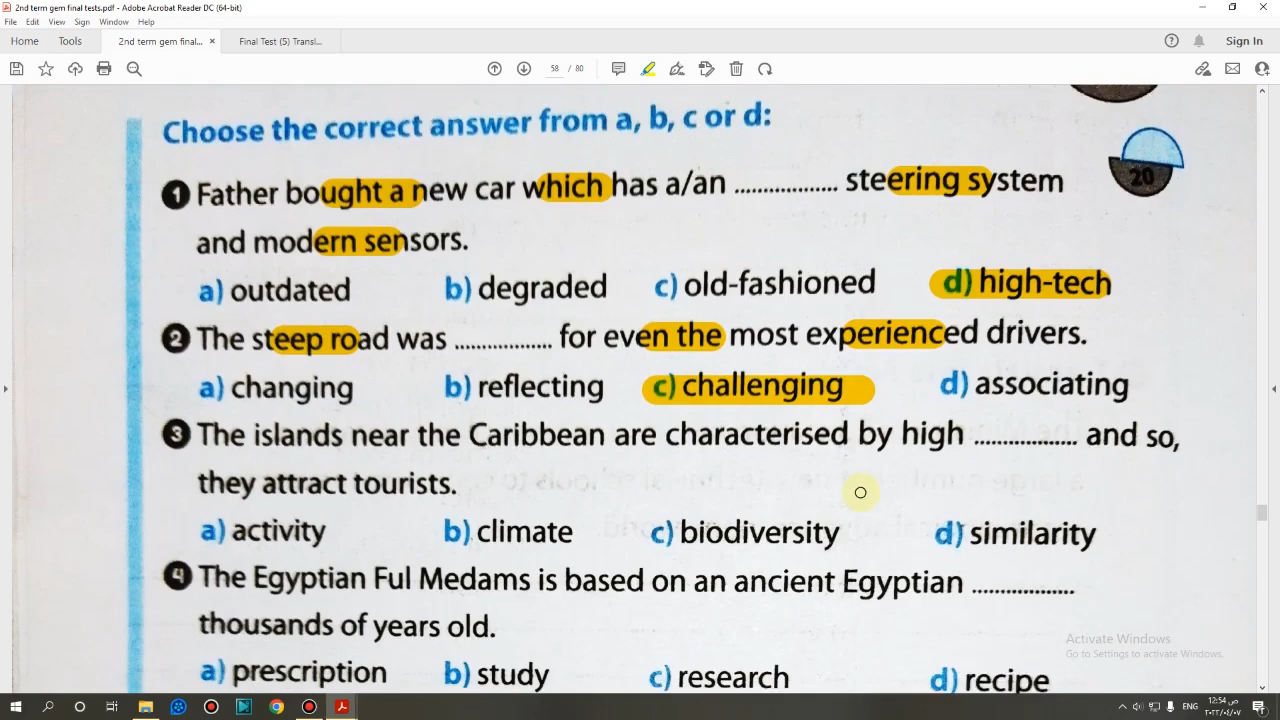 2nd term gem final tests.pdf - Adobe Acrobat Reader DC (64-bit)
File Edit View Sign Window Help
Home Tools 2nd term gem final... × Final Test (5) Transl... Sign In
58 / 80
Choose the correct answer from a, b, c or d:
20
1 Father bought a new car which has a/an .................. steering system
and modern sensors.
a) outdated b) degraded c) old-fashioned d) high-tech
2 The steep road was ................. for even the most experienced drivers.
a) changing b) reflecting c) challenging d) associating
3 The islands near the Caribbean are characterised by high .................. and so,
they attract tourists.
a) activity b) climate c) biodiversity d) similarity
4 The Egyptian Ful Medams is based on an ancient Egyptian ..................
thousands of years old.
a) prescription b) study c) research d) recipe
Activate Windows
Go to Settings to activate Windows.
ENG 12:54 ص